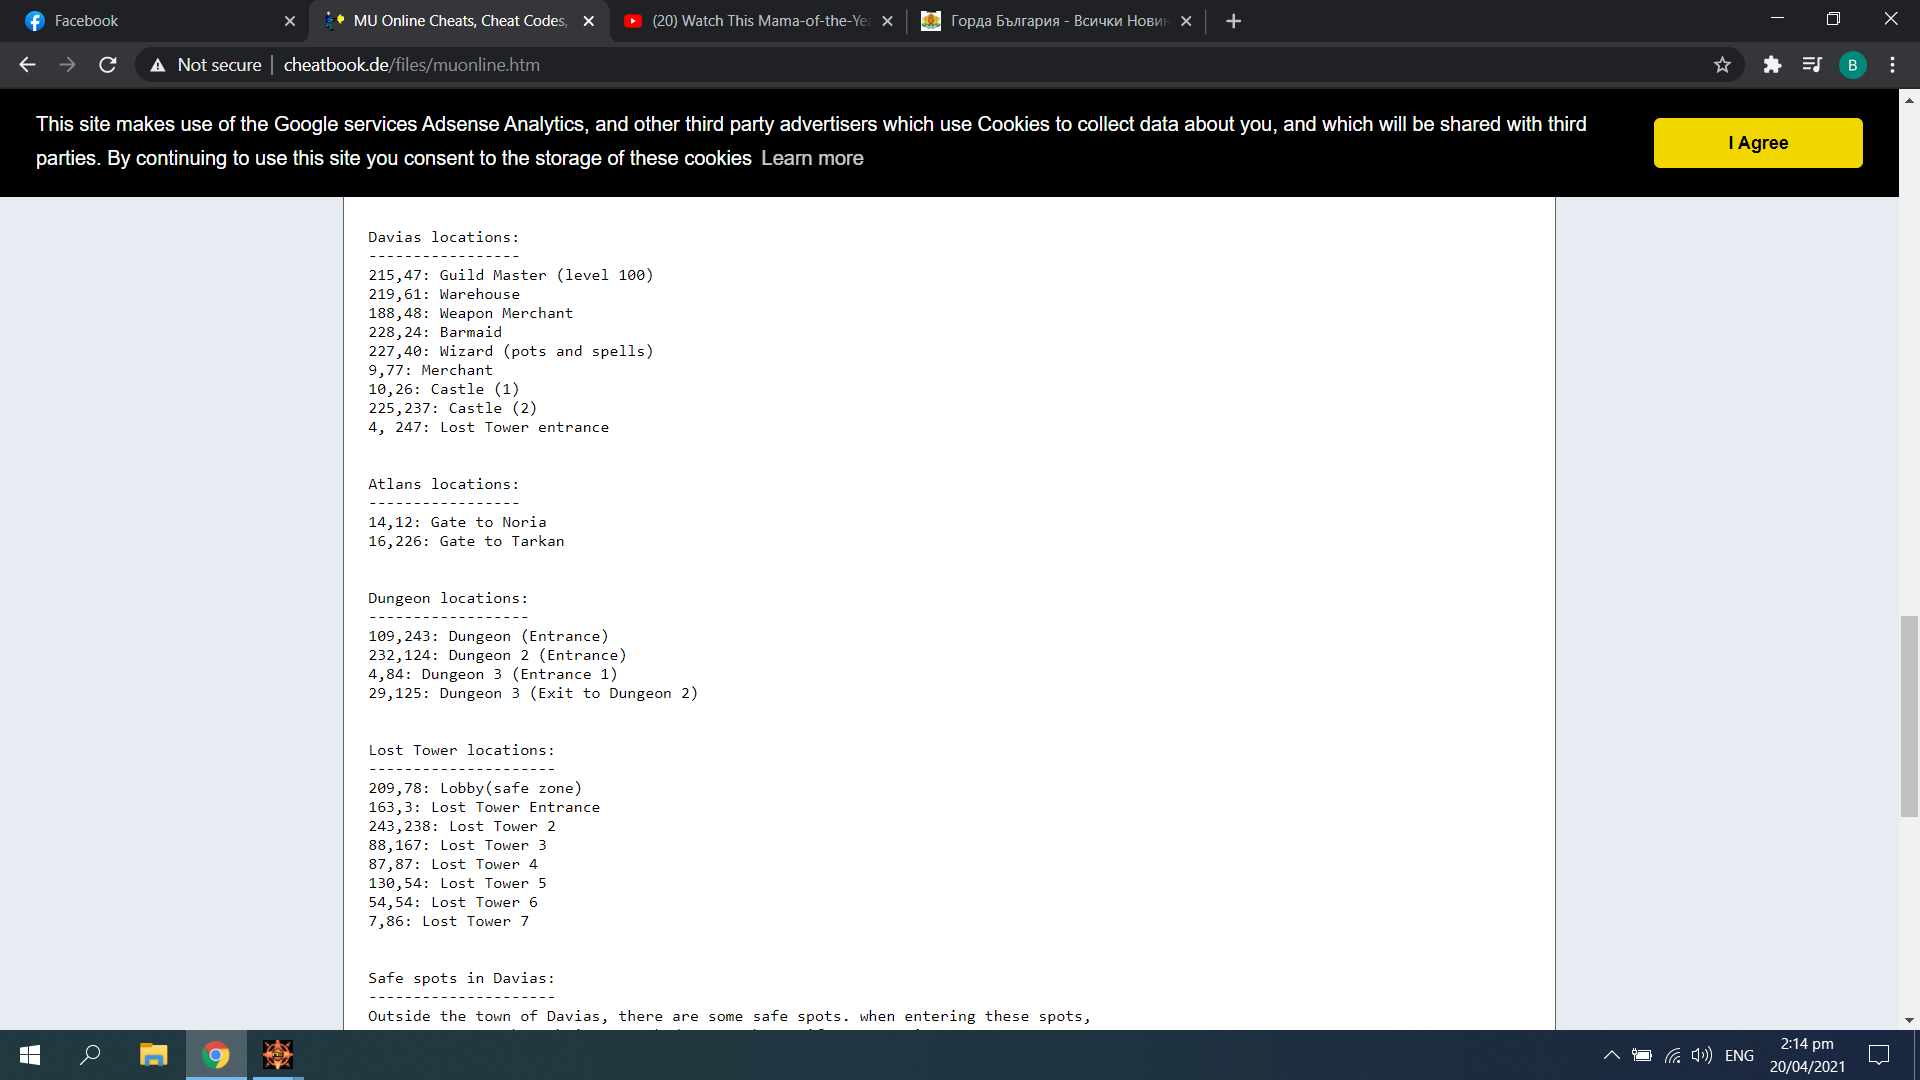 Facebook
MU Online Cheats, Cheat Codes,
(20) Watch This Mama-of-the-Ye
Горда България - Всички Нови
Not secure
cheatbook.de/files/muonline.htm
B
This site makes use of the Google services Adsense Analytics, and other third party advertisers which use Cookies to collect data about you, and which will be shared with third
parties. By continuing to use this site you consent to the storage of these cookies Learn more
I Agree
Davias locations:
-----------------
215,47: Guild Master (level 100)
219,61: Warehouse
188,48: Weapon Merchant
228,24: Barmaid
227,40: Wizard (pots and spells)
9,77: Merchant
10,26: Castle (1)
225,237: Castle (2)
4, 247: Lost Tower entrance
Atlans locations:
-----------------
14,12: Gate to Noria
16,226: Gate to Tarkan
Dungeon locations:
------------------
109,243: Dungeon (Entrance)
232,124: Dungeon 2 (Entrance)
4,84: Dungeon 3 (Entrance 1)
29,125: Dungeon 3 (Exit to Dungeon 2)
Lost Tower locations:
---------------------
209,78: Lobby(safe zone)
163,3: Lost Tower Entrance
243,238: Lost Tower 2
88,167: Lost Tower 3
87,87: Lost Tower 4
130,54: Lost Tower 5
54,54: Lost Tower 6
7,86: Lost Tower 7
Safe spots in Davias:
---------------------
Outside the town of Davias, there are some safe spots. when entering these spots,
ENG
2:14 pm
20/04/2021